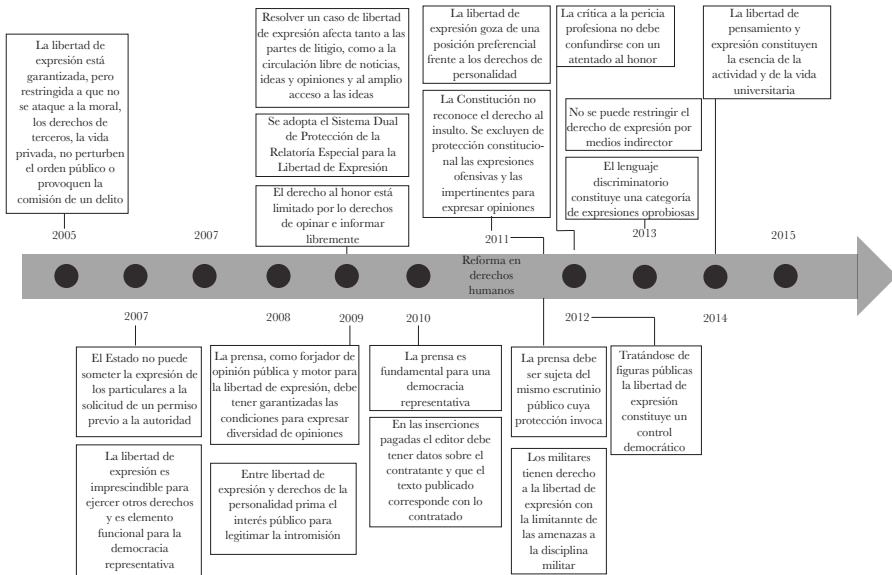 La libertad de
expresión está
garantizada, pero
restringida a que no
se ataque a la moral,
los derechos de
terceros, la vida
privada, no perturben
el orden público o
provoquen la
comisión de un delito
2005
2007
Resolver un caso de libertad
de expresión afecta tanto a las
partes de litigio, como a la
circulación libre de noticias,
ideas y opiniones y al amplio
acceso a las ideas
Se adopta el Sistema Dual
de Protección de la
Relatoría Especial para la
Libertad de Expresión
El derecho al honor está
limitado por lo derechos
de opinar e informar
libremente
La libertad de
expresión goza de una
posición preferencial
frente a los derechos de
personalidad
La Constitución no
reconoce el derecho al
insulto. Se excluyen de
protección constitucio-
nal las expresiones
ofensivas y las
impertinentes para
expresar opiniones
2011
La crítica a la pericia
profesiona no debe
confundirse con un
atentado al honor
No se puede restringir el
derecho de expresión por
medios indirector
El lenguaje
discriminatorio
constituye una categoría
de expresiones oprobiosas
2013
La libertad de
pensamiento y
expresión constituyen
la esencia de la
actividad y de la vida
universitaria
2015
Reforma en
derechos
humanos
2007
El Estado no puede
someter la expresión de
los particulares a la
solicitud de un permiso
previo a la autoridad
La libertad de
expresión es
imprescindible para
ejercer otros derechos
y es elemento
funcional para la
democracia
representativa
2008
2009
La prensa, como forjador de
opinión pública y motor para
la libertad de expresión, debe
tener garantizadas las
condiciones para expresar
diversidad de opiniones
Entre libertad de
expresión y derechos de la
personalidad prima el
interés público para
legitimar la intromisión
2010
La prensa es
fundamental para una
democracia
representativa
En las inserciones
pagadas el editor debe
tener datos sobre el
contratante y que el
texto publicado
corresponde con lo
contratado
La prensa debe
ser sujeta del
mismo escrutinio
público cuya
protección invoca
Los militares
tienen derecho
a la libertad de
expresión con
la limitannte de
las amenazas a
la disciplina
militar
2012
Tratándose de
figuras públicas
la libertad de
expresión
constituye un
control
democrático
2014